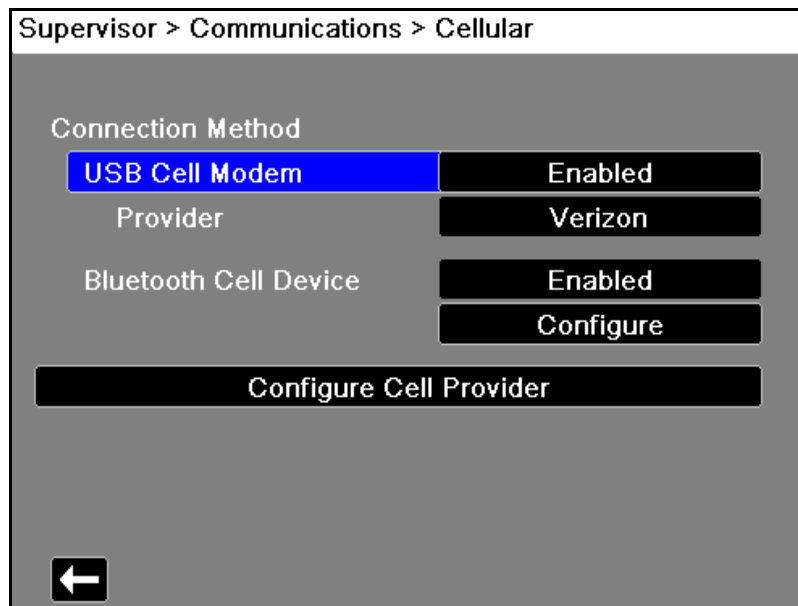 Supervisor > Communications > Cellular
Connection Method
USB Cell Modem Enabled
Provider Verizon
Bluetooth Cell Device Enabled
Configure
Configure Cell Provider